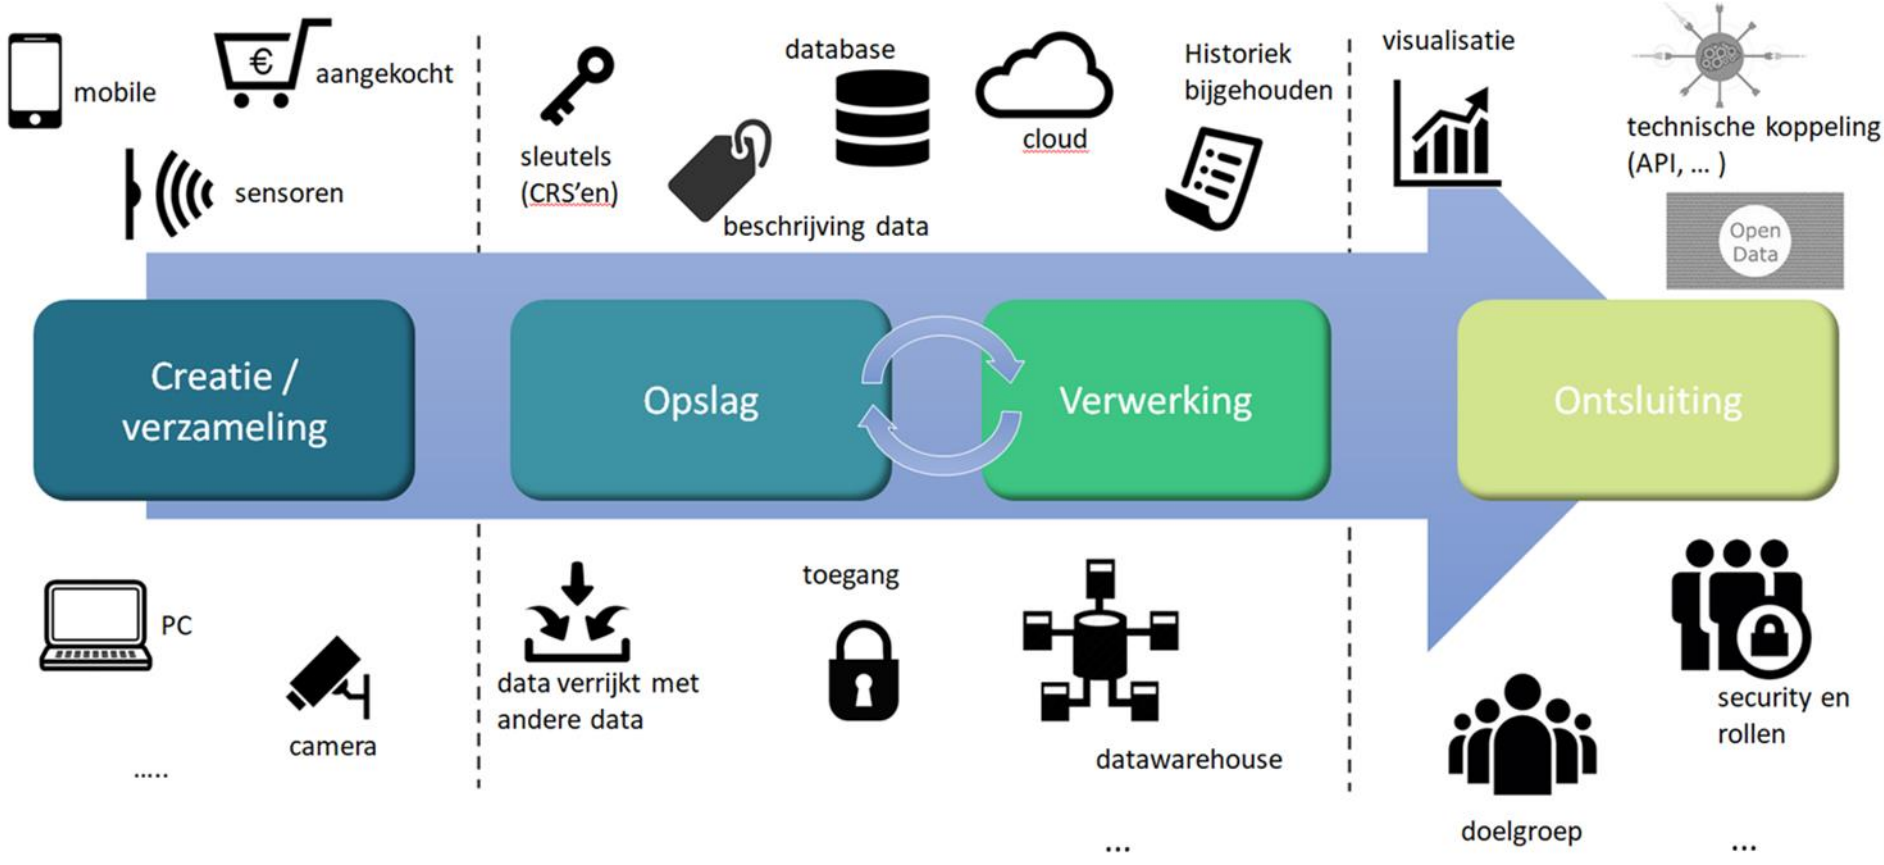 mobile
€
aangekocht
sensoren
sleutels
(CRS'en)
database
beschrijving data
cloud
Historiek
bijgehouden
visualisatie
technische koppeling
(API, ... )
Open
Data
Creatie /
verzameling
Opslag
Verwerking
Ontsluiting
PC
camera
.....
data verrijkt met
andere data
toegang
datawarehouse
...
doelgroep
security en
rollen
...